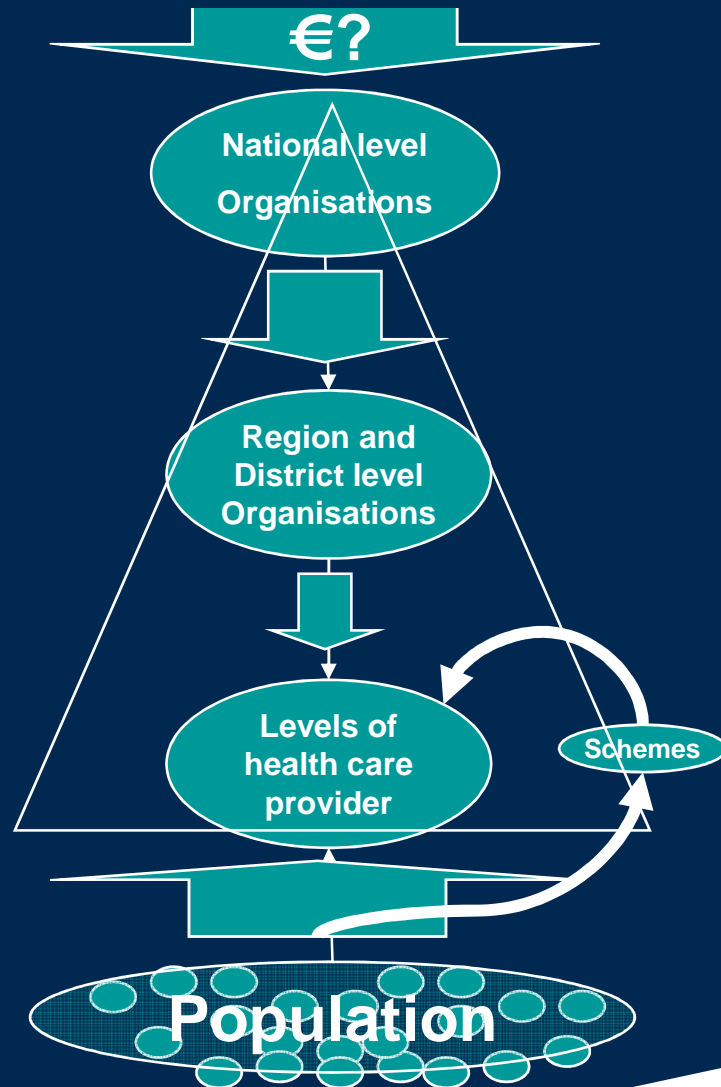 €?
National level
Organisations
Region and
District level
Organisations
Levels of
health care
provider
Schemes
Population